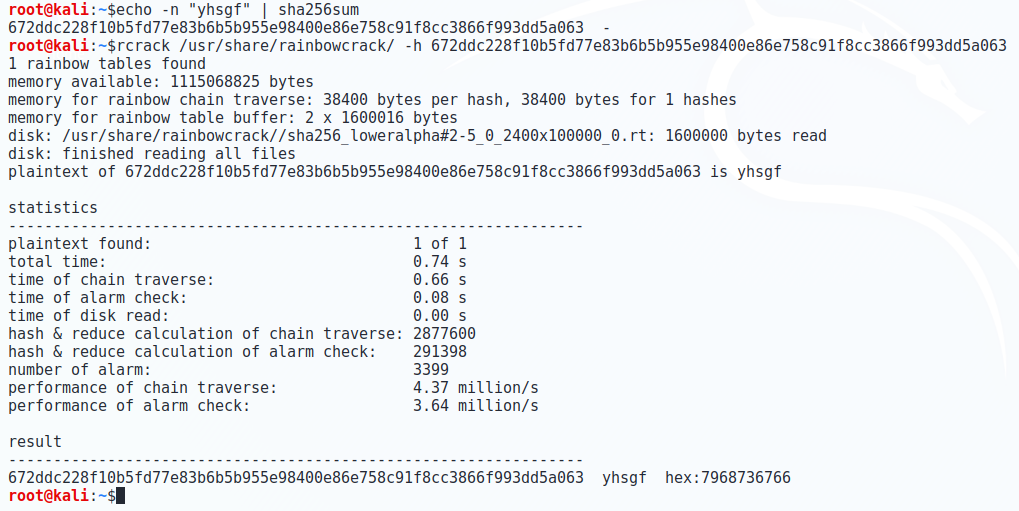 root@kali:~$echo -n "yhsgf" | sha256sum
672ddc228f10b5fd77e83b6b5b955e98400e86e758c91f8cc3866f993dd5a063  -
root@kali:~$rcrack /usr/share/rainbowcrack/ -h 672ddc228f10b5fd77e83b6b5b955e98400e86e758c91f8cc3866f993dd5a063
1 rainbow tables found
memory available: 1115068825 bytes
memory for rainbow chain traverse: 38400 bytes per hash, 38400 bytes for 1 hashes
memory for rainbow table buffer: 2 x 1600016 bytes
disk: /usr/share/rainbowcrack//sha256_loweralpha#2-5_0_2400x100000_0.rt: 1600000 bytes read
disk: finished reading all files
plaintext of 672ddc228f10b5fd77e83b6b5b955e98400e86e758c91f8cc3866f993dd5a063 is yhsgf

statistics
----------------------------------------------------------------
plaintext found:                             1 of 1
total time:                                  0.74 s
time of chain traverse:                      0.66 s
time of alarm check:                         0.08 s
time of disk read:                           0.00 s
hash & reduce calculation of chain traverse: 2877600
hash & reduce calculation of alarm check:    291398
number of alarm:                             3399
performance of chain traverse:               4.37 million/s
performance of alarm check:                  3.64 million/s

result
----------------------------------------------------------------
672ddc228f10b5fd77e83b6b5b955e98400e86e758c91f8cc3866f993dd5a063  yhsgf  hex:7968736766
root@kali:~$